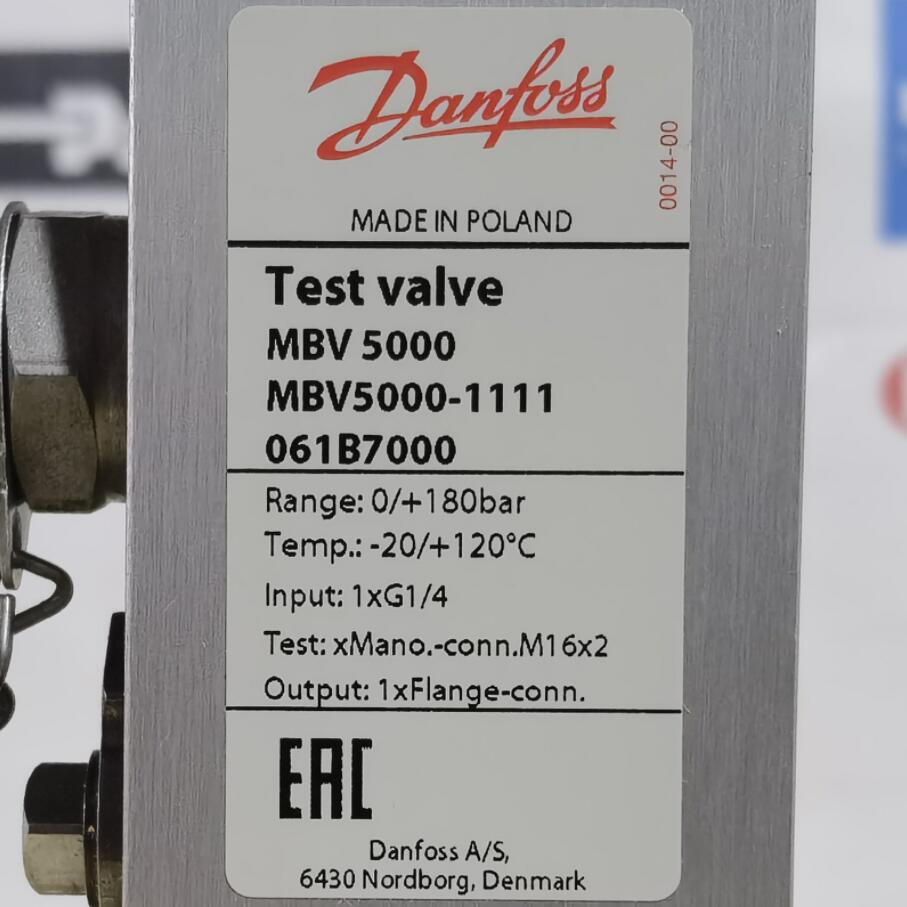 Danfoss
0014-00
MADE IN POLAND
Test valve
MBV 5000
MBV5000-1111
061B7000
Range: 0/+180bar
Temp.: -20/+120°C
Input: 1xG1/4
Test: xMano.-conn.M16x2
Output: 1xFlange-conn.
EAC
Danfoss A/S,
6430 Nordborg, Denmark